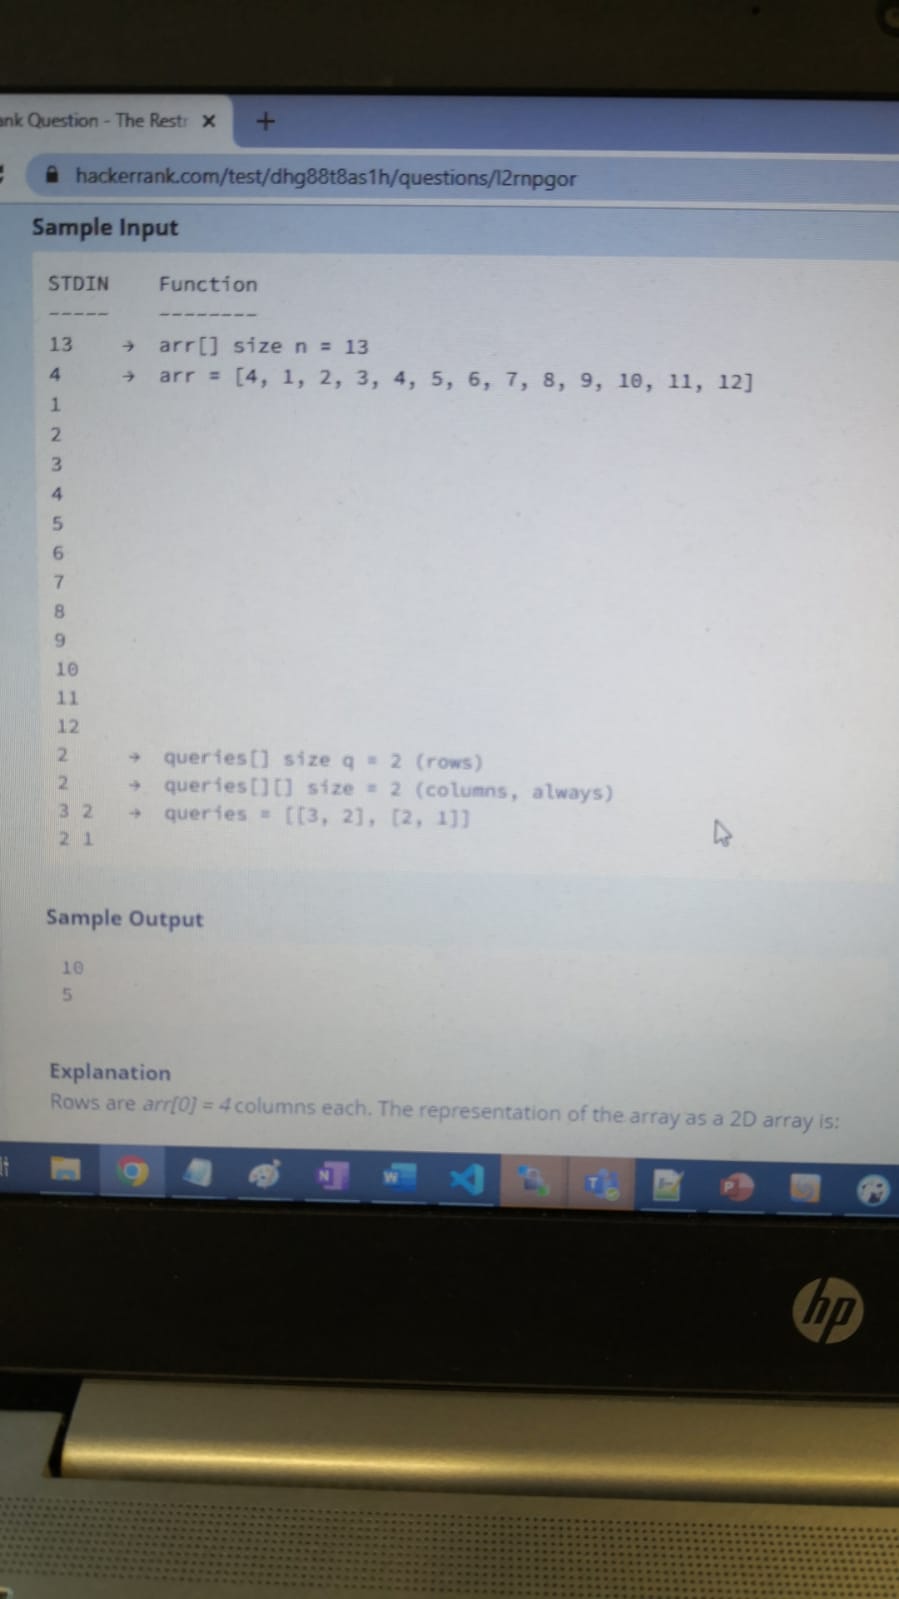 ank Question - The Rest
hackerrank.com/test/dhg88t8as1h/questions/l2rnpgor
Sample Input
STDIN Function
----- --------
13 → arr[] size n = 13
4 → arr = [4, 1, 2, 3, 4, 5, 6, 7, 8, 9, 10, 11, 12]
1
2
3
4
5
6
7
8
9
10
11
12
2 → queries[] size q = 2 (rows)
2 → queries[][] size = 2 (columns, always)
3 2 → queries = [[3, 2], [2, 1]]
2 1
Sample Output
10
5
Explanation
Rows are arr[0] = 4 columns each. The representation of the array as a 2D array is:
hp